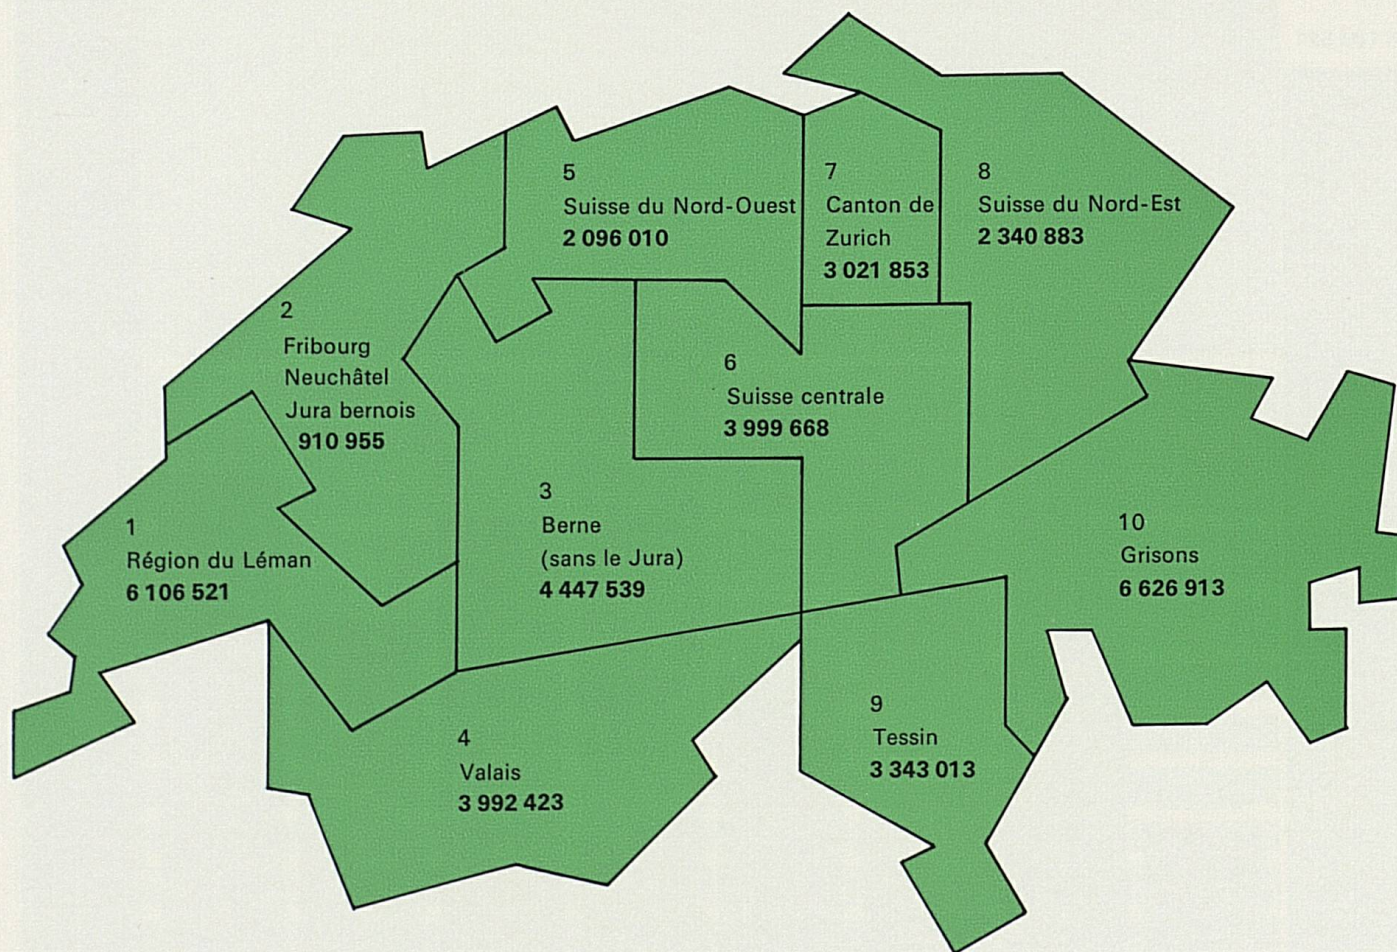 1
Région du Léman
6 106 521
2
Fribourg
Neuchâtel
Jura bernois
910 955
3
Berne
(sans le Jura)
4 447 539
4
Valais
3 992 423
5
Suisse du Nord-Ouest
2 096 010
6
Suisse centrale
3 999 668
7
Canton de
Zurich
3 021 853
8
Suisse du Nord-Est
2 340 883
9
Tessin
3 343 013
10
Grisons
6 626 913